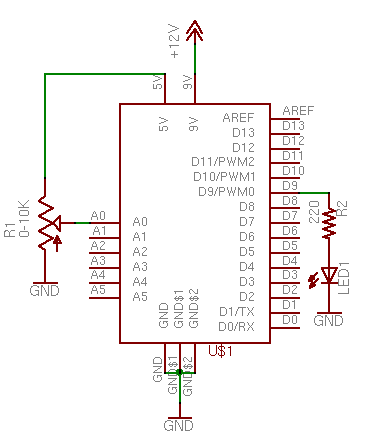 +12V
5V
9V
5V
9V
AREF
AREF
D13
D13
D12
D12
D11/PWM2
D11
D10/PWM1
D10
D9/PWM0
D9
D8
D8
D7
D7
D6
D6
D5
D5
D4
D4
D3
D3
D2
D2
D1/TX
D1
D0/RX
D0
A0
A0
A1
A1
A2
A2
A3
A3
A4
A4
A5
A5
R1
0-10K
GND
220
R2
LED1
GND
GND
GND$1
GND$2
GND
GND$1
GND$2
U$1
GND